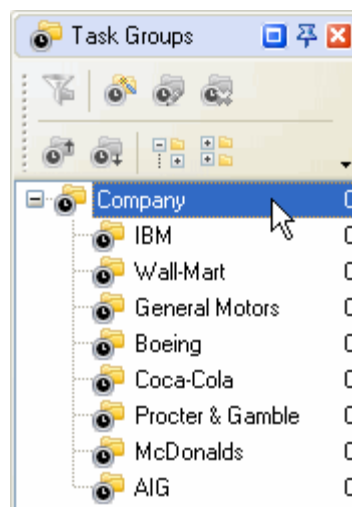 Task Groups
Company
IBM
Wall-Mart
General Motors
Boeing
Coca-Cola
Procter & Gamble
McDonalds
AIG